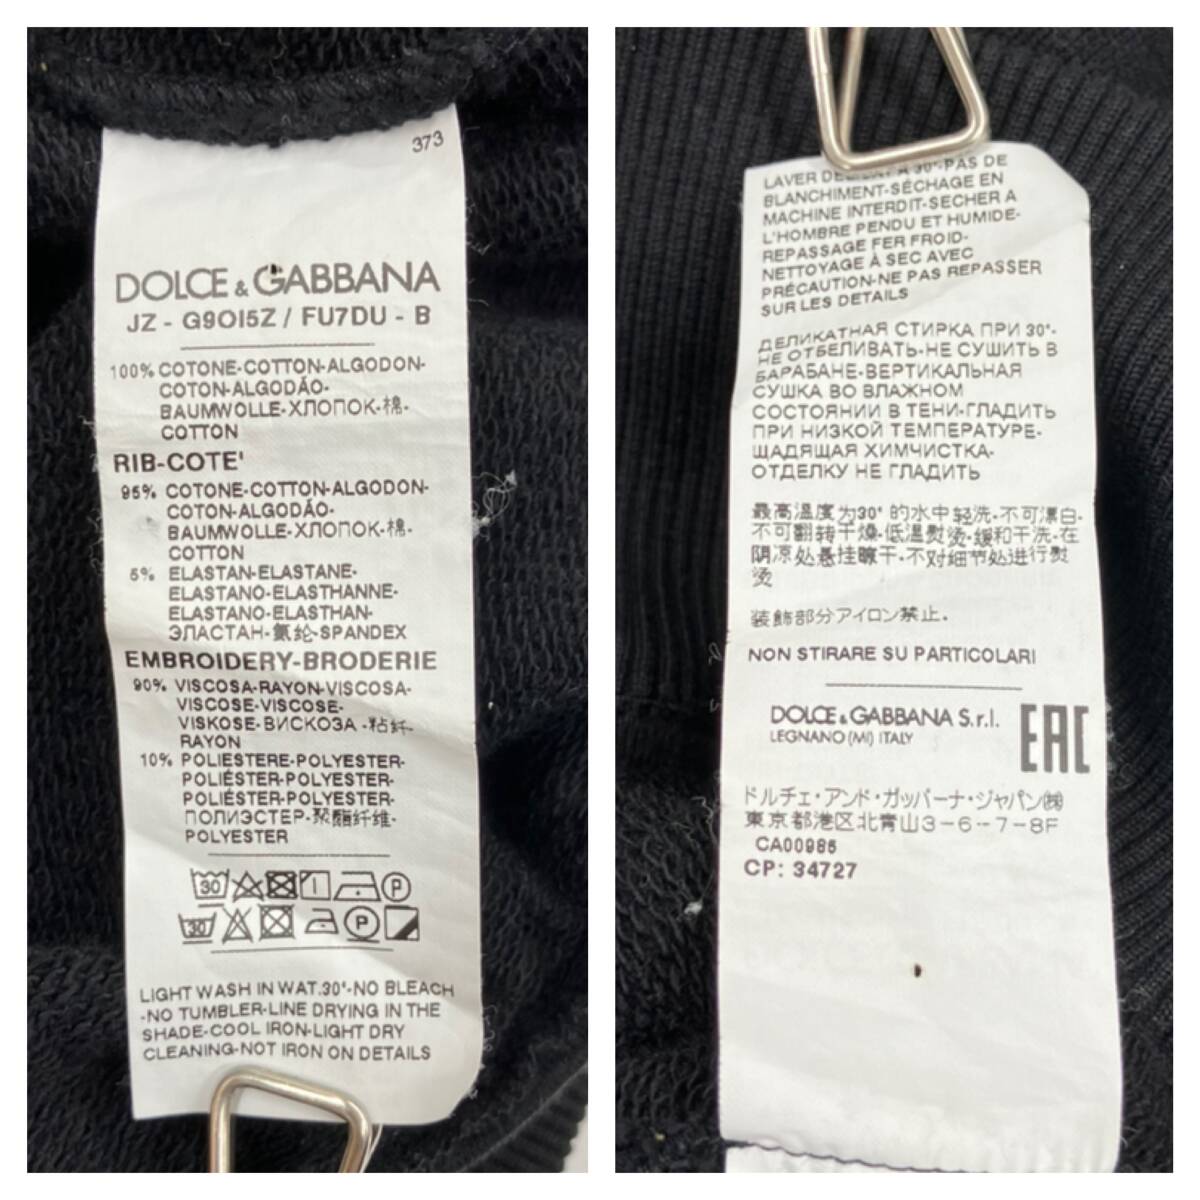 373
DOLCE & GABBANA
JZ - G9OI5Z / FU7DU - B
100% COTONE-COTTON-ALGODON-
COTON-ALGODÃO-
BAUMWOLLE-ХЛОПОК-棉-
COTTON
RIB-COTE'
95% COTONE-COTTON-ALGODON-
COTON-ALGODÃO-
BAUMWOLLE-ХЛОПОК-棉-
COTTON
5% ELASTAN-ELASTANE-
ELASTANO-ELASTHANNE-
ELASTANO-ELASTHAN-
ЭЛАСТАН-氨纶-SPANDEX
EMBROIDERY-BRODERIE
90% VISCOSA-RAYON-VISCOSA-
VISCOSE-VISCOSE-
VISKOSE-ВИСКОЗА-粘纤-
RAYON
10% POLIESTERE-POLYESTER-
POLIÉSTER-POLYESTER-
POLIÉSTER-POLYESTER-
ПОЛИЭСТЕР-聚酯纤维-
POLYESTER
30 P
30 P
LIGHT WASH IN WAT.30°-NO BLEACH
-NO TUMBLER-LINE DRYING IN THE
SHADE-COOL IRON-LIGHT DRY
CLEANING-NOT IRON ON DETAILS
LAVER À 30°-PAS DE
BLANCHIMENT-SÉCHAGE EN
MACHINE INTERDIT-SECHER A
L'HOMBRE PENDU ET HUMIDE-
REPASSAGE FER FROID-
NETTOYAGE À SEC AVEC
PRÉCAUTION-NE PAS REPASSER
SUR LES DETAILS
ДЕЛИКАТНАЯ СТИРКА ПРИ 30°-
НЕ ОТБЕЛИВАТЬ-НЕ СУШИТЬ В
БАРАБАНЕ-ВЕРТИКАЛЬНАЯ
СУШКА ВО ВЛАЖНОМ
СОСТОЯНИИ В ТЕНИ-ГЛАДИТЬ
ПРИ НИЗКОЙ ТЕМПЕРАТУРЕ-
ЩАДЯЩАЯ ХИМЧИСТКА-
ОТДЕЛКУ НЕ ГЛАДИТЬ
最高温度为30°的水中轻洗-不可漂白-
不可翻转干燥-低温熨烫-缓和干洗-在
阴凉处悬挂晾干-不对细节处进行熨
烫
装飾部分アイロン禁止.
NON STIRARE SU PARTICOLARI
DOLCE & GABBANA S.r.l.
LEGNANO (MI) ITALY
EAC
ドルチェ・アンド・ガッバーナ・ジャパン㈱
東京都港区北青山3-6-7-8F
CA00985
CP: 34727